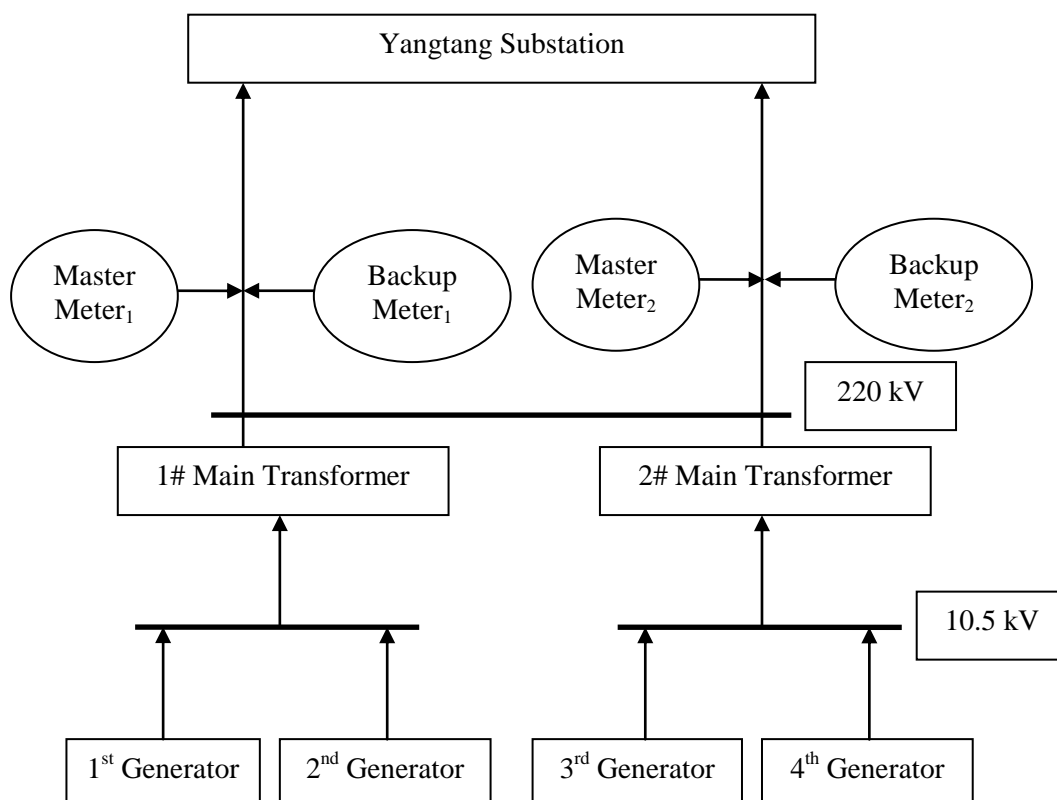 Yangtang Substation
Master
Meter₁
Backup
Meter₁
Master
Meter₂
Backup
Meter₂
220 kV
1# Main Transformer
2# Main Transformer
10.5 kV
1ˢᵗ Generator
2ⁿᵈ Generator
3ʳᵈ Generator
4ᵗʰ Generator